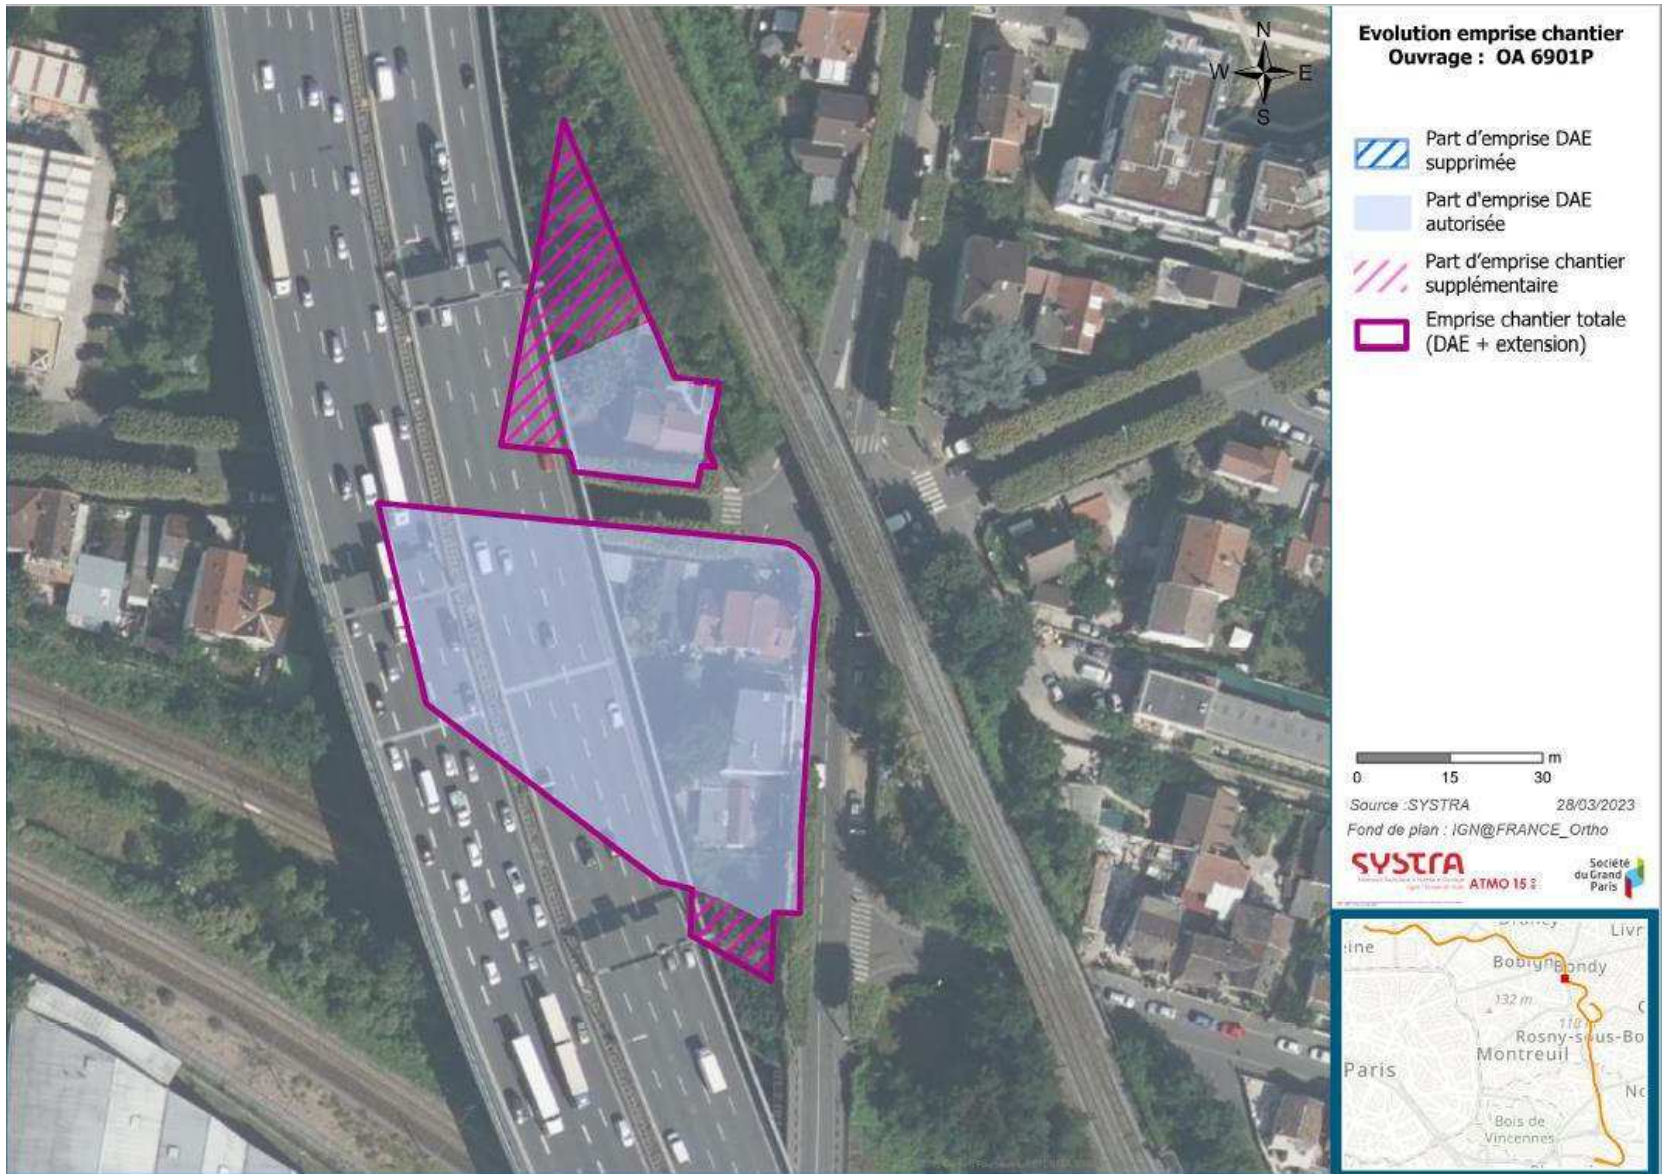 Evolution emprise chantier
Ouvrage : OA 6901P
N
W
E
S
Part d'emprise DAE
supprimée
Part d'emprise DAE
autorisée
Part d'emprise chantier
supplémentaire
Emprise chantier totale
(DAE + extension)
m
0 15 30
Source :SYSTRA 28/03/2023
Fond de plan : IGN@FRANCE_Ortho
SYSTRA
ATMO 15
Société
du Grand
Paris
Livr
eine
Bondy
132 m
Rosny-sous-Bo
Montreuil
Paris
Bois de
Vincennes